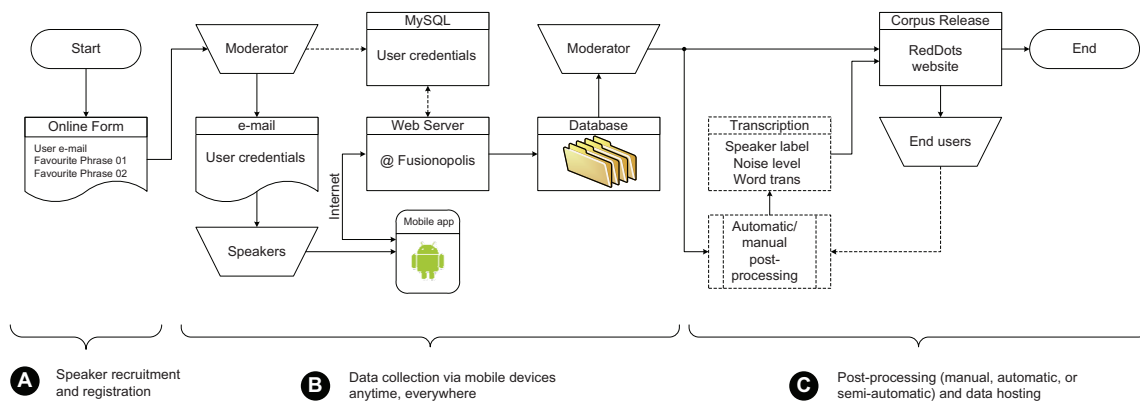 Start
Online Form
User e-mail
Favourite Phrase 01
Favourite Phrase 02
Moderator
e-mail
User credentials
Speakers
MySQL
User credentials
Web Server
@ Fusionopolis
Internet
Mobile app
Database
Moderator
Transcription
Speaker label
Noise level
Word trans
Automatic/
manual
post-
processing
Corpus Release
RedDots
website
End users
End
A
Speaker recruitment
and registration
B
Data collection via mobile devices
anytime, everywhere
C
Post-processing (manual, automatic, or
semi-automatic) and data hosting